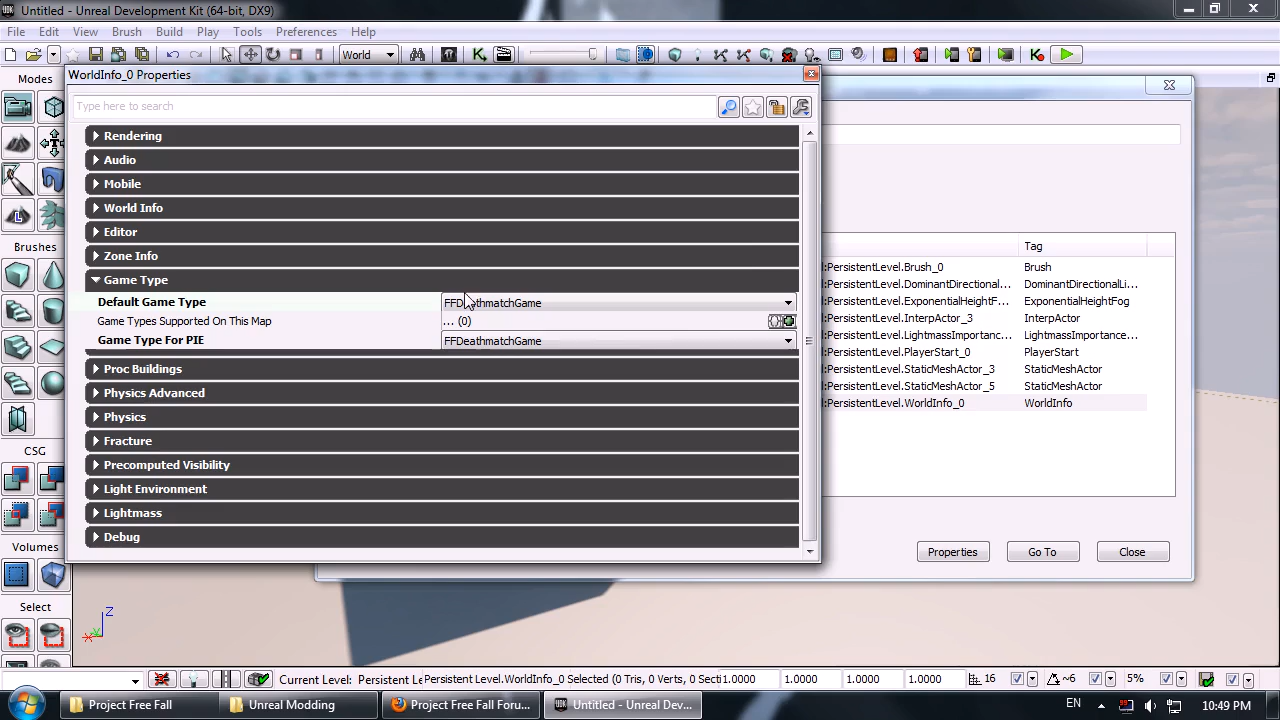 Untitled - Unreal Development Kit (64-bit, DX9)
File Edit View Brush Build Play Tools Preferences Help
World
Modes
WorldInfo_0 Properties
Type here to search
Rendering
Audio
Mobile
World Info
Editor
Zone Info
Game Type
Default Game Type FFDeathmatchGame
Game Types Supported On This Map ... (0)
Game Type For PIE FFDeathmatchGame
Proc Buildings
Physics Advanced
Physics
Fracture
Precomputed Visibility
Light Environment
Lightmass
Debug
Tag
:PersistentLevel.Brush_0 Brush
:PersistentLevel.DominantDirectional... DominantDirectionalLi...
:PersistentLevel.ExponentialHeightF... ExponentialHeightFog
:PersistentLevel.InterpActor_3 InterpActor
:PersistentLevel.LightmassImportanc... LightmassImportanc...
:PersistentLevel.PlayerStart_0 PlayerStart
:PersistentLevel.StaticMeshActor_3 StaticMeshActor
:PersistentLevel.StaticMeshActor_5 StaticMeshActor
:PersistentLevel.WorldInfo_0 WorldInfo
Properties Go To Close
Brushes
CSG
Volumes
Select
L
Z
X
Y
Current Level: Persistent Le Persistent Level.WorldInfo_0 Selected (0 Tris, 0 Verts, 0 Secti 1.0000 1.0000 1.0000 1.0000 16 6 5%
Project Free Fall Unreal Modding Project Free Fall Foru... Untitled - Unreal Dev... EN 99 10:49 PM